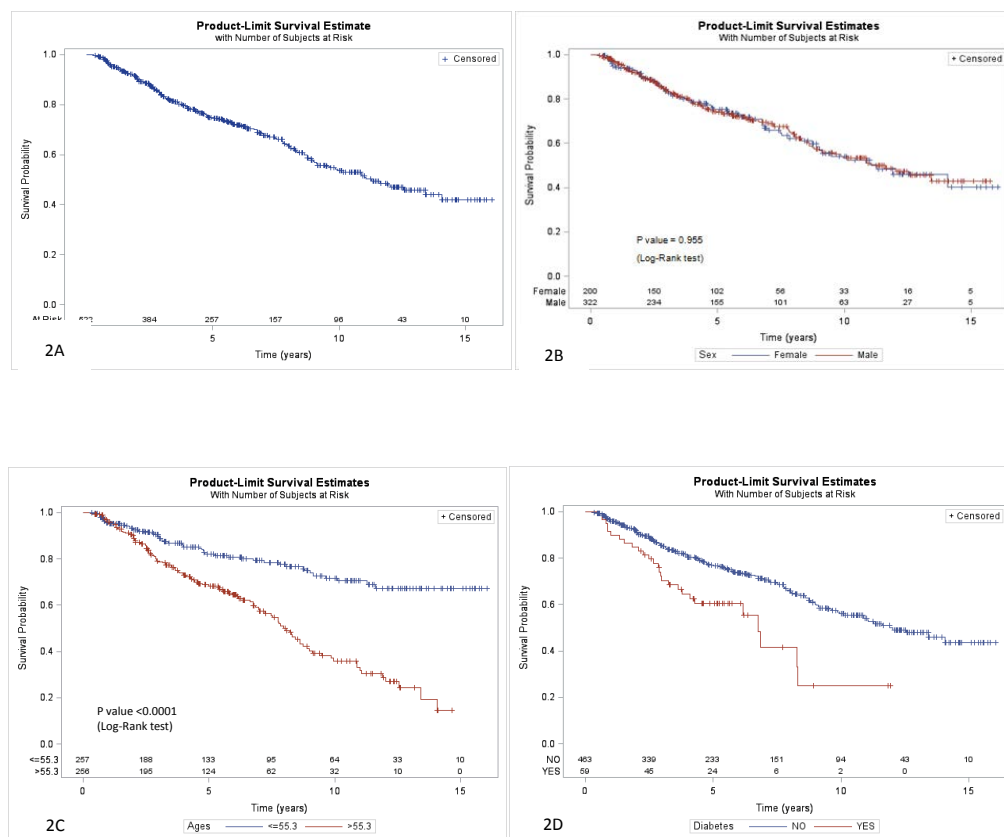 Product-Limit Survival Estimate
with Number of Subjects at Risk
+ Censored
1.0
0.8
0.6
0.4
0.2
0.0
Survival Probability
384 257 157 96 43 10
5 10 15
Time (years)
2A
Product-Limit Survival Estimates
With Number of Subjects at Risk
+ Censored
1.0
0.8
0.6
0.4
0.2
0.0
Survival Probability
P value = 0.955
(Log-Rank test)
Female 200 150 102 56 33 16 5
Male 322 234 155 101 63 27 5
0 5 10 15
Time (years)
2B
Sex Female Male
Product-Limit Survival Estimates
With Number of Subjects at Risk
+ Censored
1.0
0.8
0.6
0.4
0.2
0.0
Survival Probability
P value <0.0001
(Log-Rank test)
<=55.3 257 188 133 95 64 33 0
>55.3 256 195 124 62 32 10 0
0 5 10 15
Time (years)
2C
Ages <=55.3 >55.3
Product-Limit Survival Estimates
With Number of Subjects at Risk
+ Censored
1.0
0.8
0.6
0.4
0.2
0.0
Survival Probability
NO 463 339 233 151 94 43 10
YES 59 45 24 6 2 0
0 5 10 15
Time (years)
2D
Diabetes NO YES